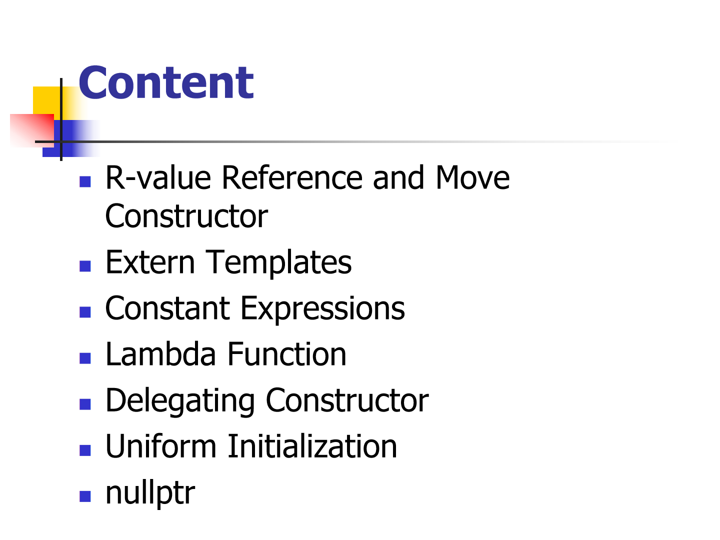 Content
R-value Reference and Move
Constructor
Extern Templates
Constant Expressions
Lambda Function
Delegating Constructor
Uniform Initialization
nullptr